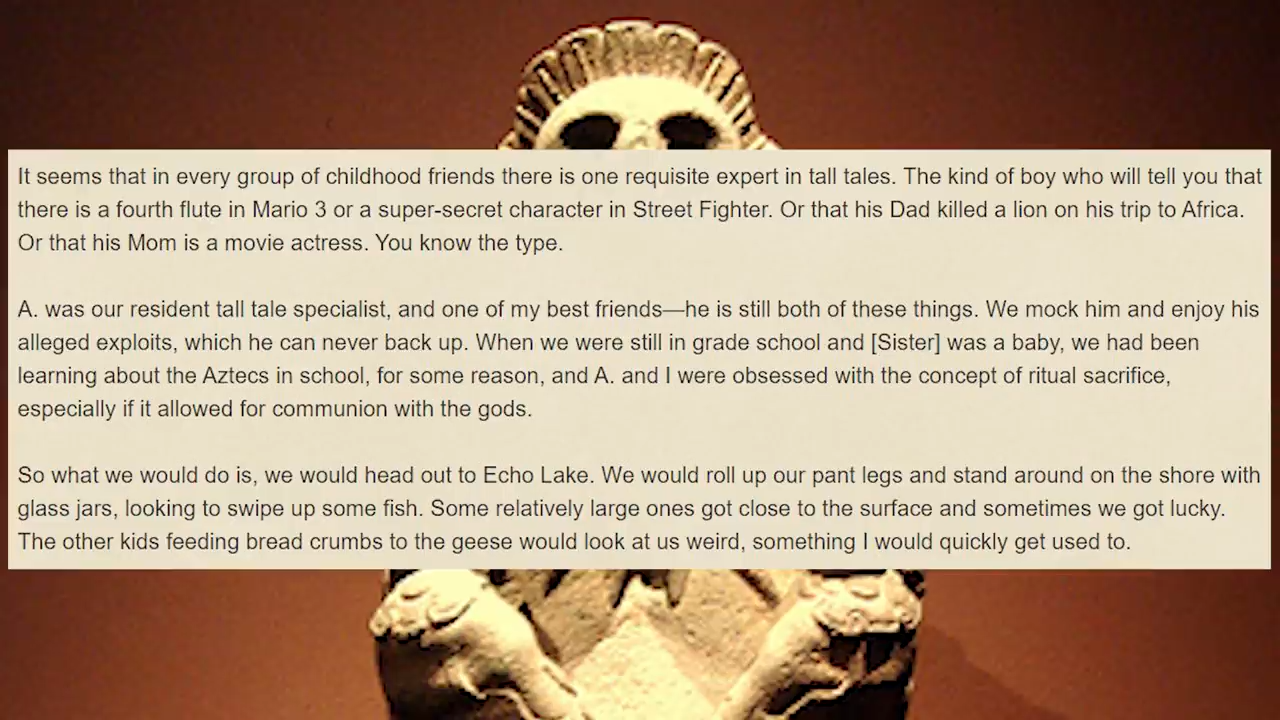 It seems that in every group of childhood friends there is one requisite expert in tall tales. The kind of boy who will tell you that
there is a fourth flute in Mario 3 or a super-secret character in Street Fighter. Or that his Dad killed a lion on his trip to Africa.
Or that his Mom is a movie actress. You know the type.
A. was our resident tall tale specialist, and one of my best friends—he is still both of these things. We mock him and enjoy his
alleged exploits, which he can never back up. When we were still in grade school and [Sister] was a baby, we had been
learning about the Aztecs in school, for some reason, and A. and I were obsessed with the concept of ritual sacrifice,
especially if it allowed for communion with the gods.
So what we would do is, we would head out to Echo Lake. We would roll up our pant legs and stand around on the shore with
glass jars, looking to swipe up some fish. Some relatively large ones got close to the surface and sometimes we got lucky.
The other kids feeding bread crumbs to the geese would look at us weird, something I would quickly get used to.